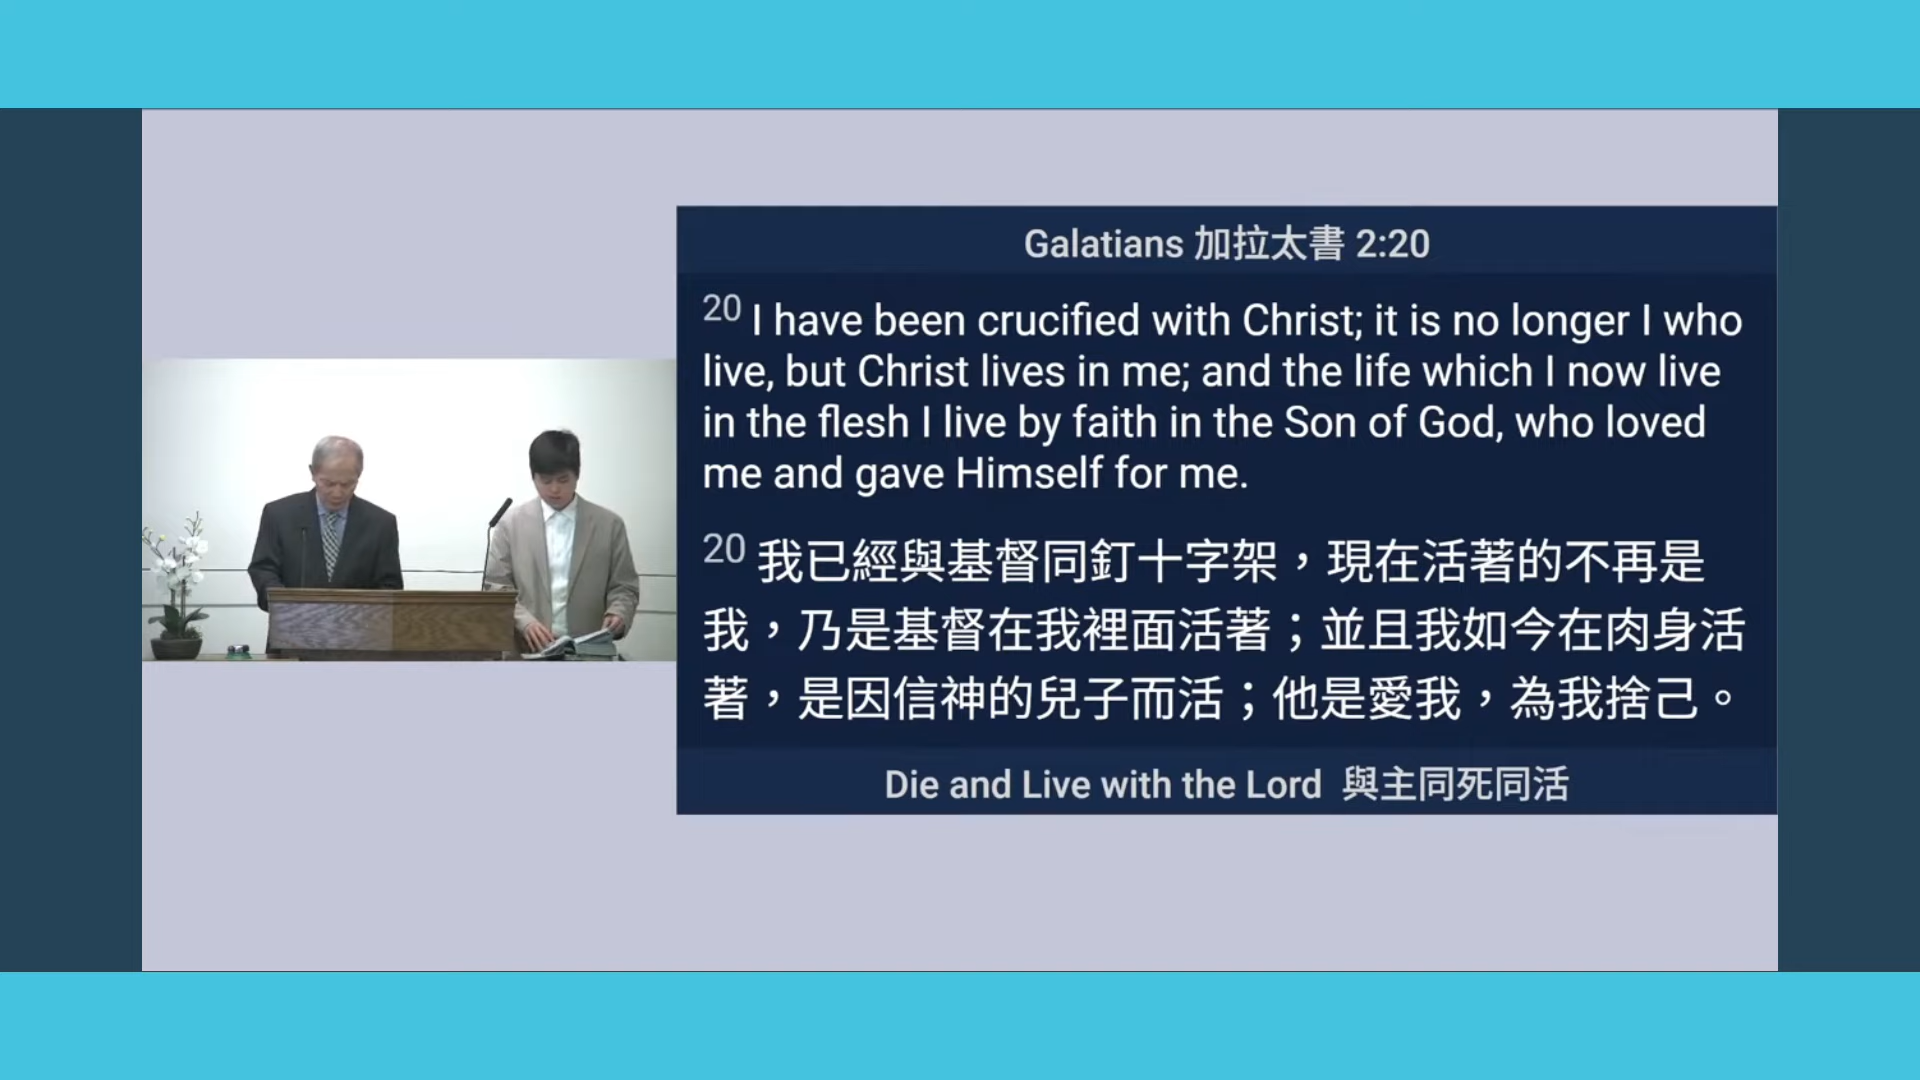 Galatians 加拉太書 2:20
20 I have been crucified with Christ; it is no longer I who
live, but Christ lives in me; and the life which I now live
in the flesh I live by faith in the Son of God, who loved
me and gave Himself for me.
20 我已經與基督同釘十字架，現在活著的不再是
我，乃是基督在我裡面活著；並且我如今在肉身活
著，是因信神的兒子而活；他是愛我，為我捨己。
Die and Live with the Lord 與主同死同活